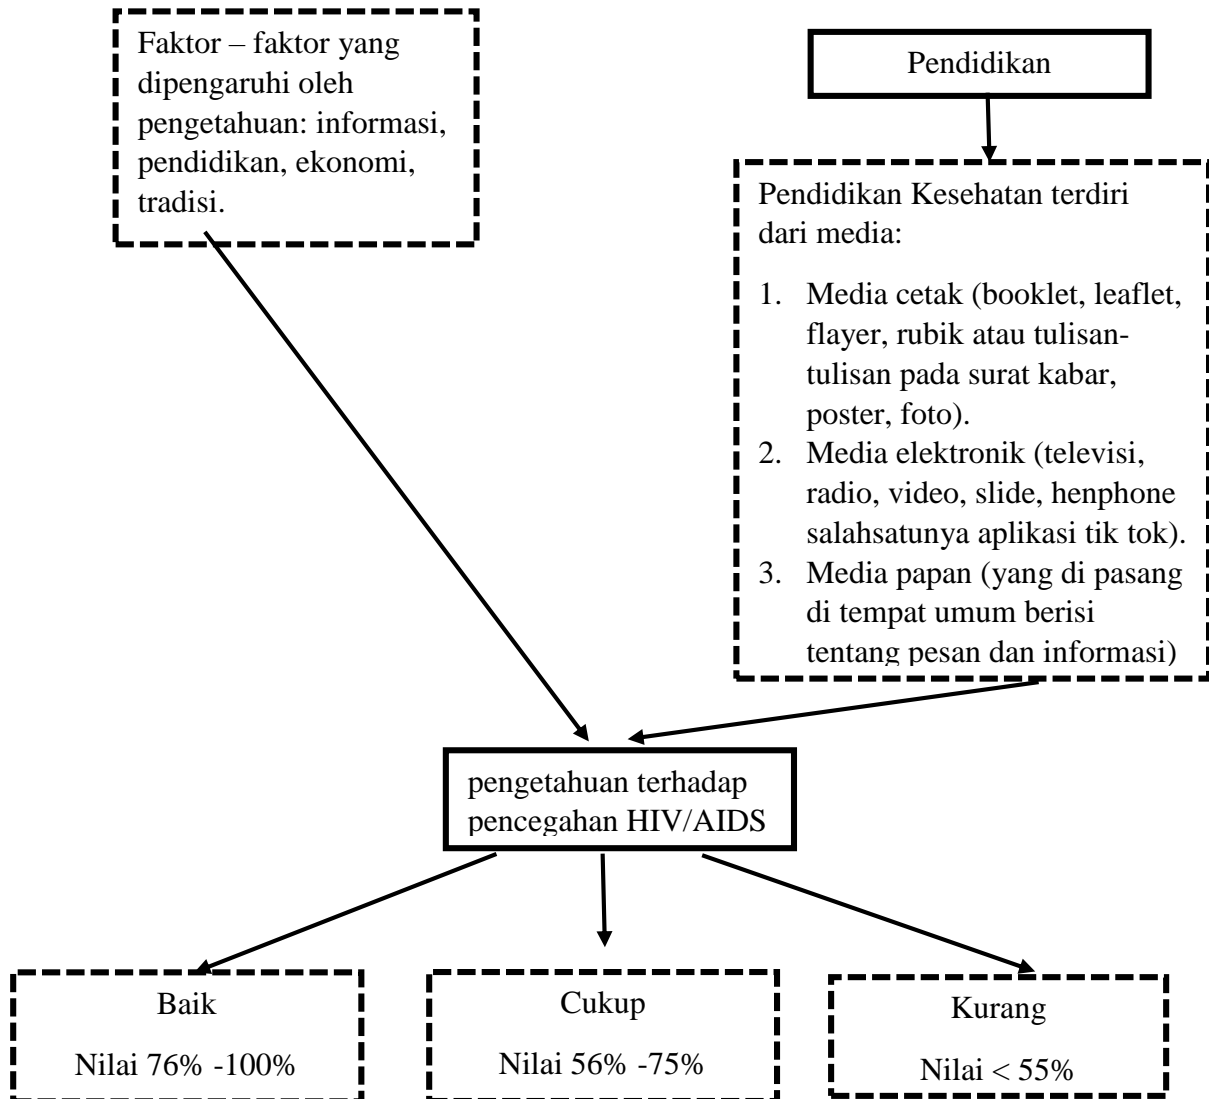 Faktor – faktor yang
dipengaruhi oleh
pengetahuan: informasi,
pendidikan, ekonomi,
tradisi.
Pendidikan
Pendidikan Kesehatan terdiri
dari media:
1. Media cetak (booklet, leaflet,
flayer, rubik atau tulisan-
tulisan pada surat kabar,
poster, foto).
2. Media elektronik (televisi,
radio, video, slide, henphone
salahsatunya aplikasi tik tok).
3. Media papan (yang di pasang
di tempat umum berisi
tentang pesan dan informasi)
pengetahuan terhadap
pencegahan HIV/AIDS
Baik
Nilai 76% -100%
Cukup
Nilai 56% -75%
Kurang
Nilai < 55%